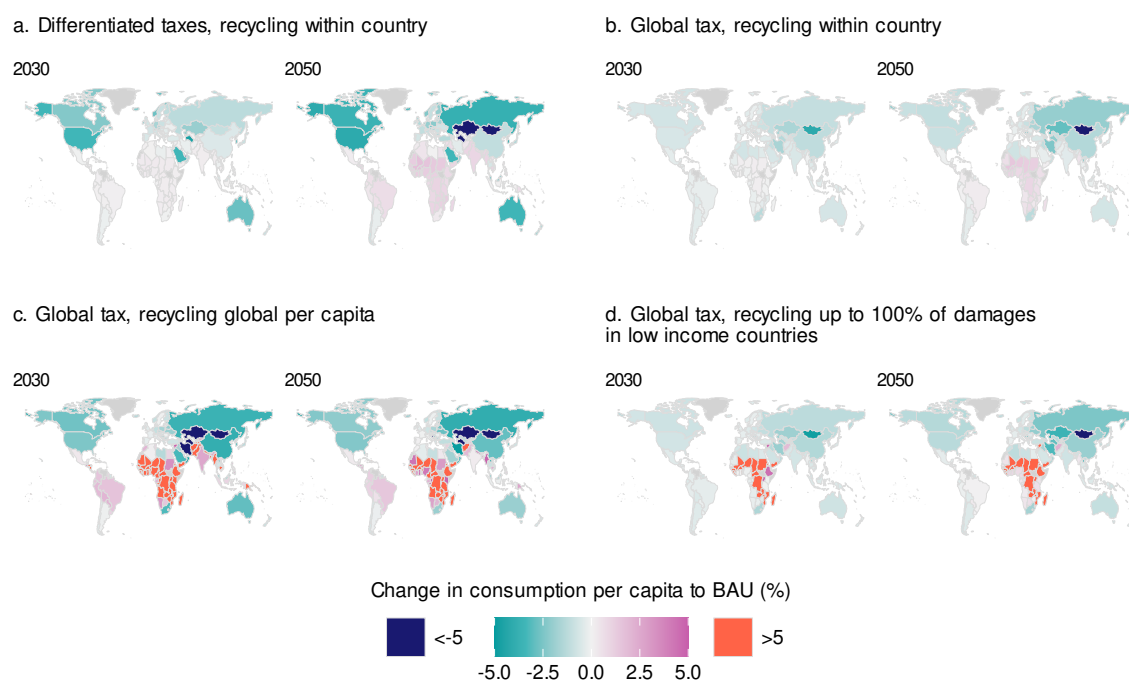 a. Differentiated taxes, recycling within country
b. Global tax, recycling within country
2030
2050
2030
2050
c. Global tax, recycling global per capita
d. Global tax, recycling up to 100% of damages
in low income countries
2030
2050
2030
2050
Change in consumption per capita to BAU (%)
<-5
>5
-5.0 -2.5 0.0 2.5 5.0